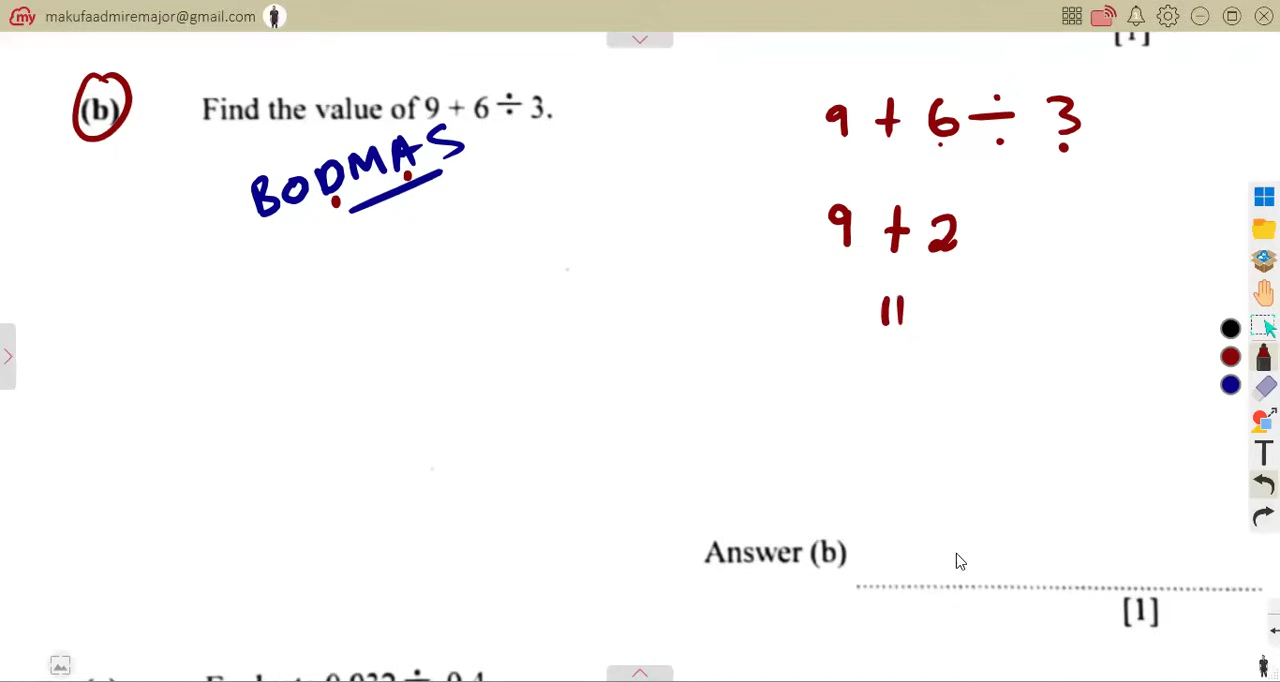 my makufaadmiremajor@gmail.com
[1]
(b) Find the value of 9 + 6 ÷ 3.
BODMAS
9 + 6 ÷ 3
9 + 2
11
T
Answer (b)
[1]